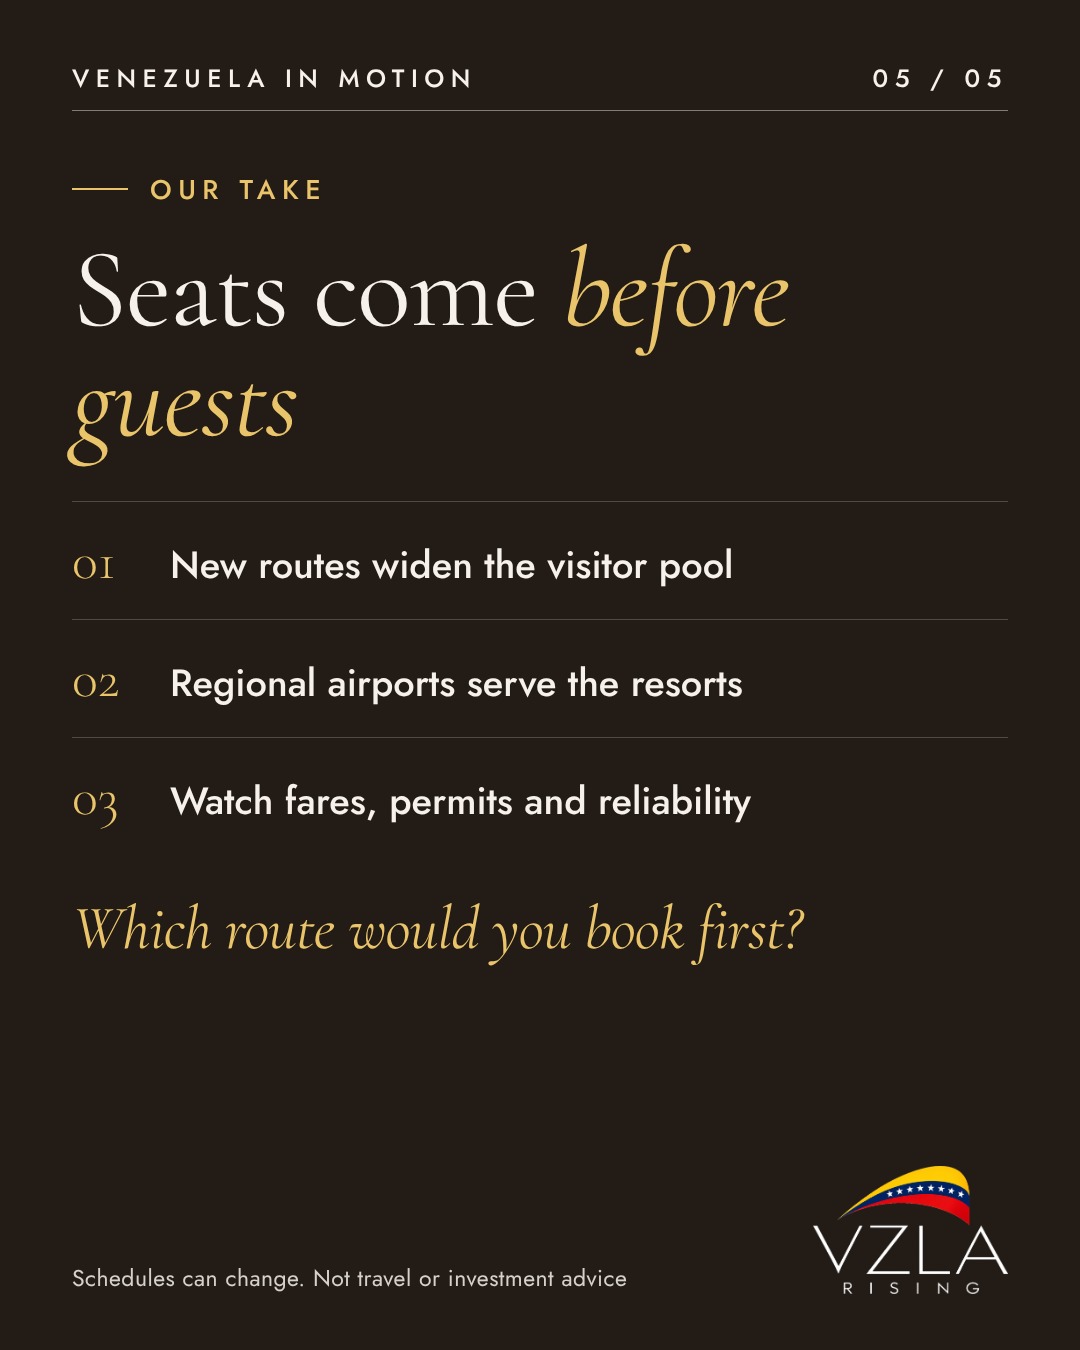 VENEZUELA IN MOTION
05 / 05
OUR TAKE
Seats come before
guests
01 New routes widen the visitor pool
02 Regional airports serve the resorts
03 Watch fares, permits and reliability
Which route would you book first?
Schedules can change. Not travel or investment advice
VZLA
RISING